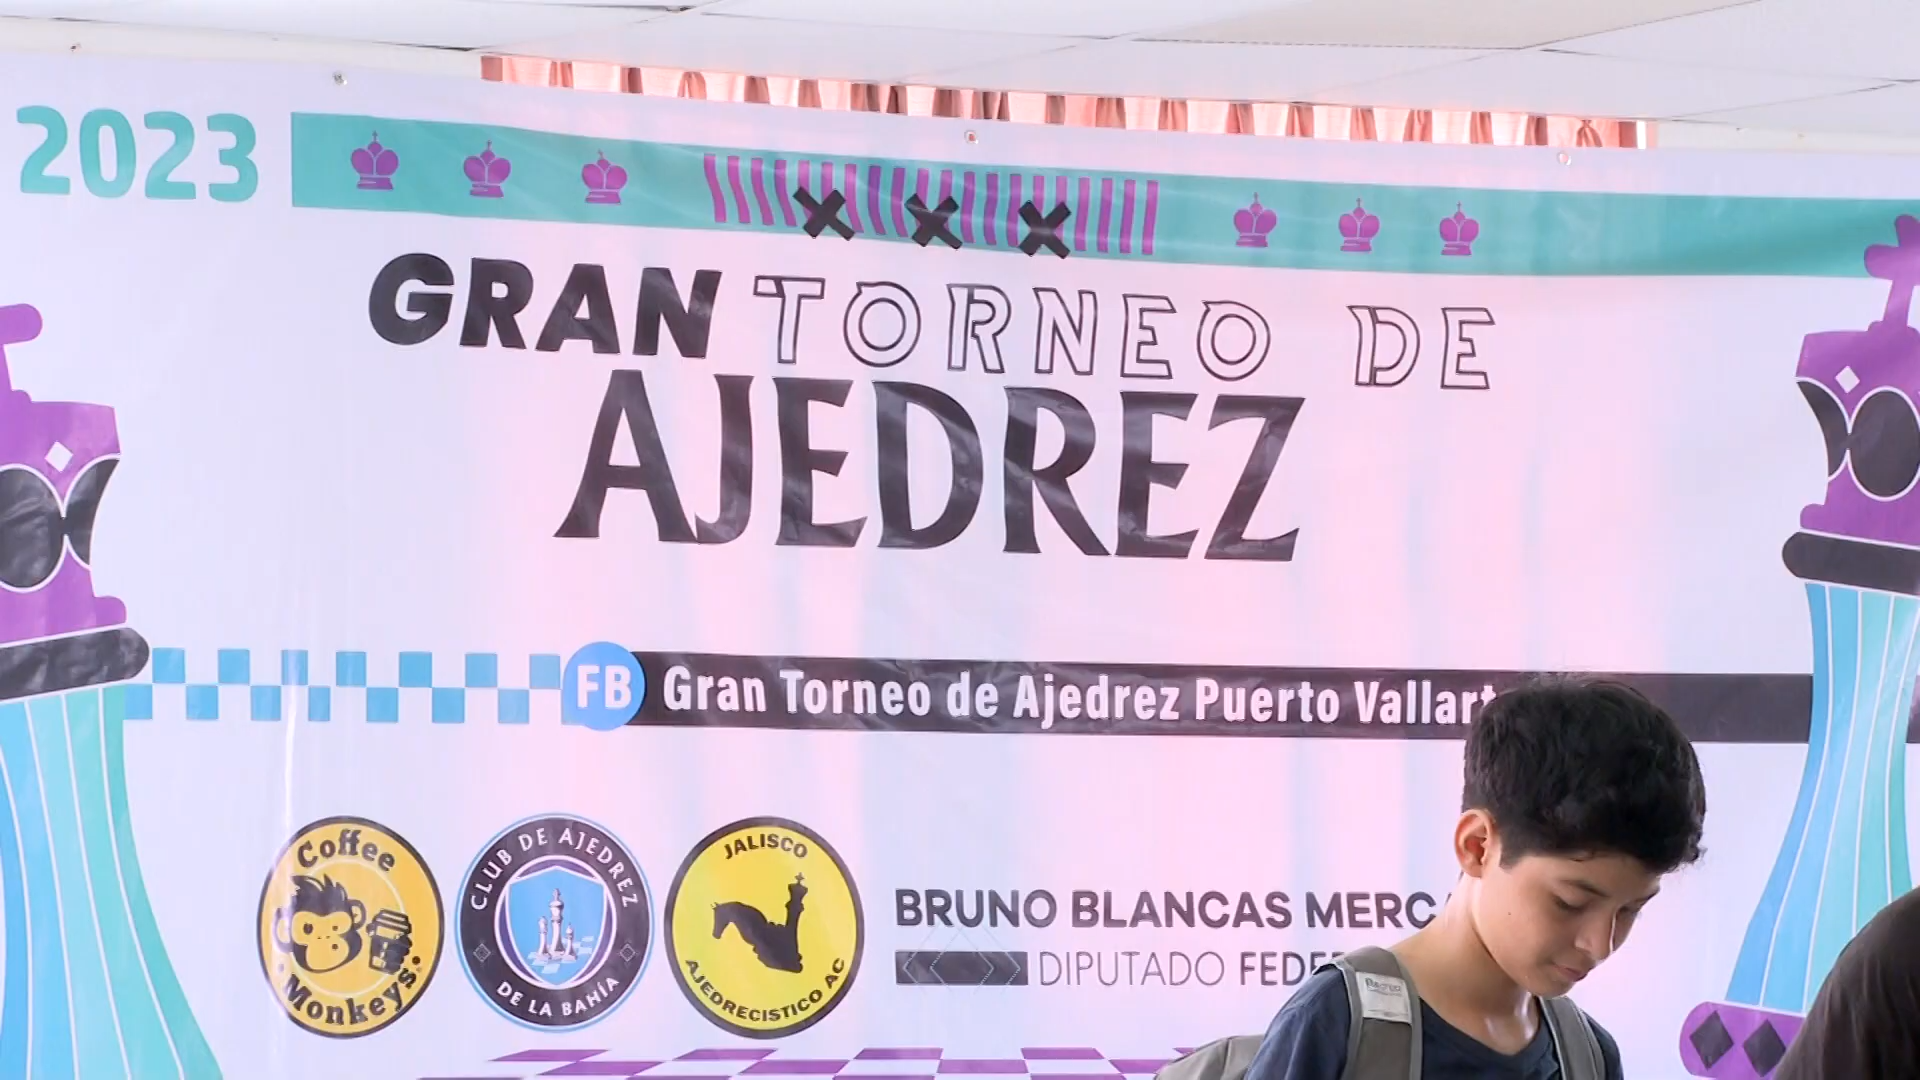 2023
GRAN TORNEO DE
AJEDREZ
FB Gran Torneo de Ajedrez Puerto Vallart
Coffee
Monkeys
CLUB DE AJEDREZ
DE LA BAHÍA
JALISCO
AJEDRECISTICO AC
BRUNO BLANCAS MERC
DIPUTADO FEDE